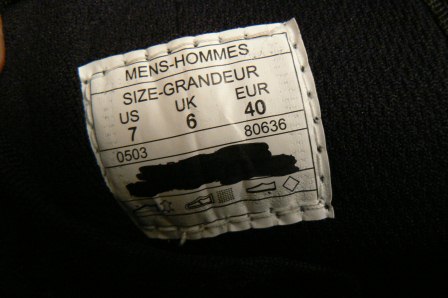 MENS-HOMMES
SIZE-GRANDEUR
US UK EUR
7 6 40
0503 80636